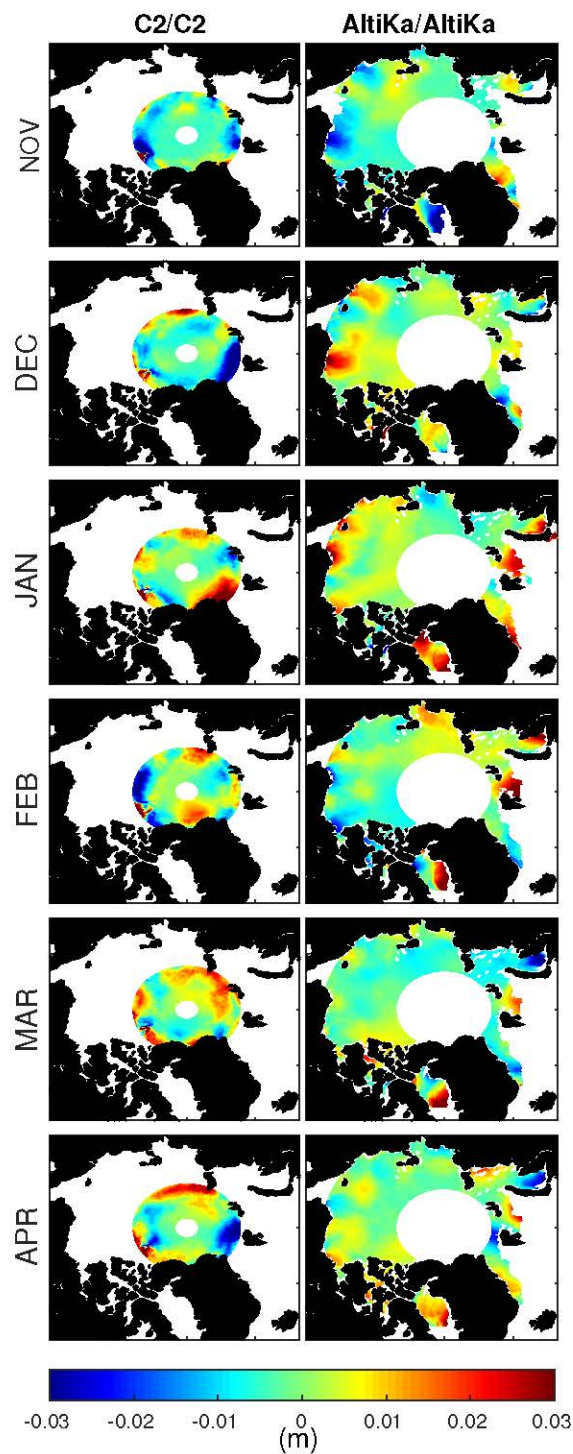 C2/C2 AltiKa/AltiKa
NOV
DEC
JAN
FEB
MAR
APR
-0.03 -0.02 -0.01 0 0.01 0.02 0.03
(m)